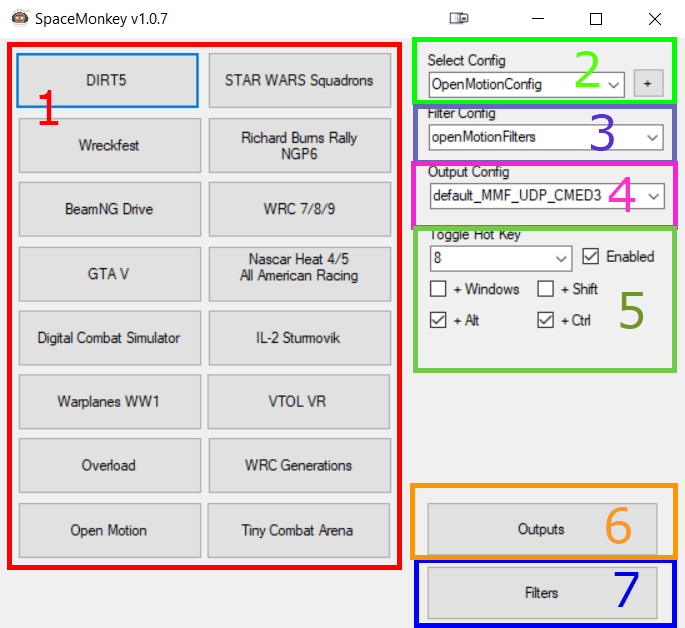 SpaceMonkey v1.0.7
1
DIRT5
STAR WARS Squadrons
Wreckfest
Richard Burns Rally
NGP6
BeamNG Drive
WRC 7/8/9
GTA V
Nascar Heat 4/5
All American Racing
Digital Combat Simulator
IL-2 Sturmovik
Warplanes WW1
VTOL VR
Overload
WRC Generations
Open Motion
Tiny Combat Arena
Select Config
2
OpenMotionConfig
+
Filter Config
3
openMotionFilters
Output Config
4
default_MMF_UDP_CMED3
Toggle Hot Key
8
Enabled
+ Windows
+ Shift
5
+ Alt
+ Ctrl
Outputs
6
Filters
7